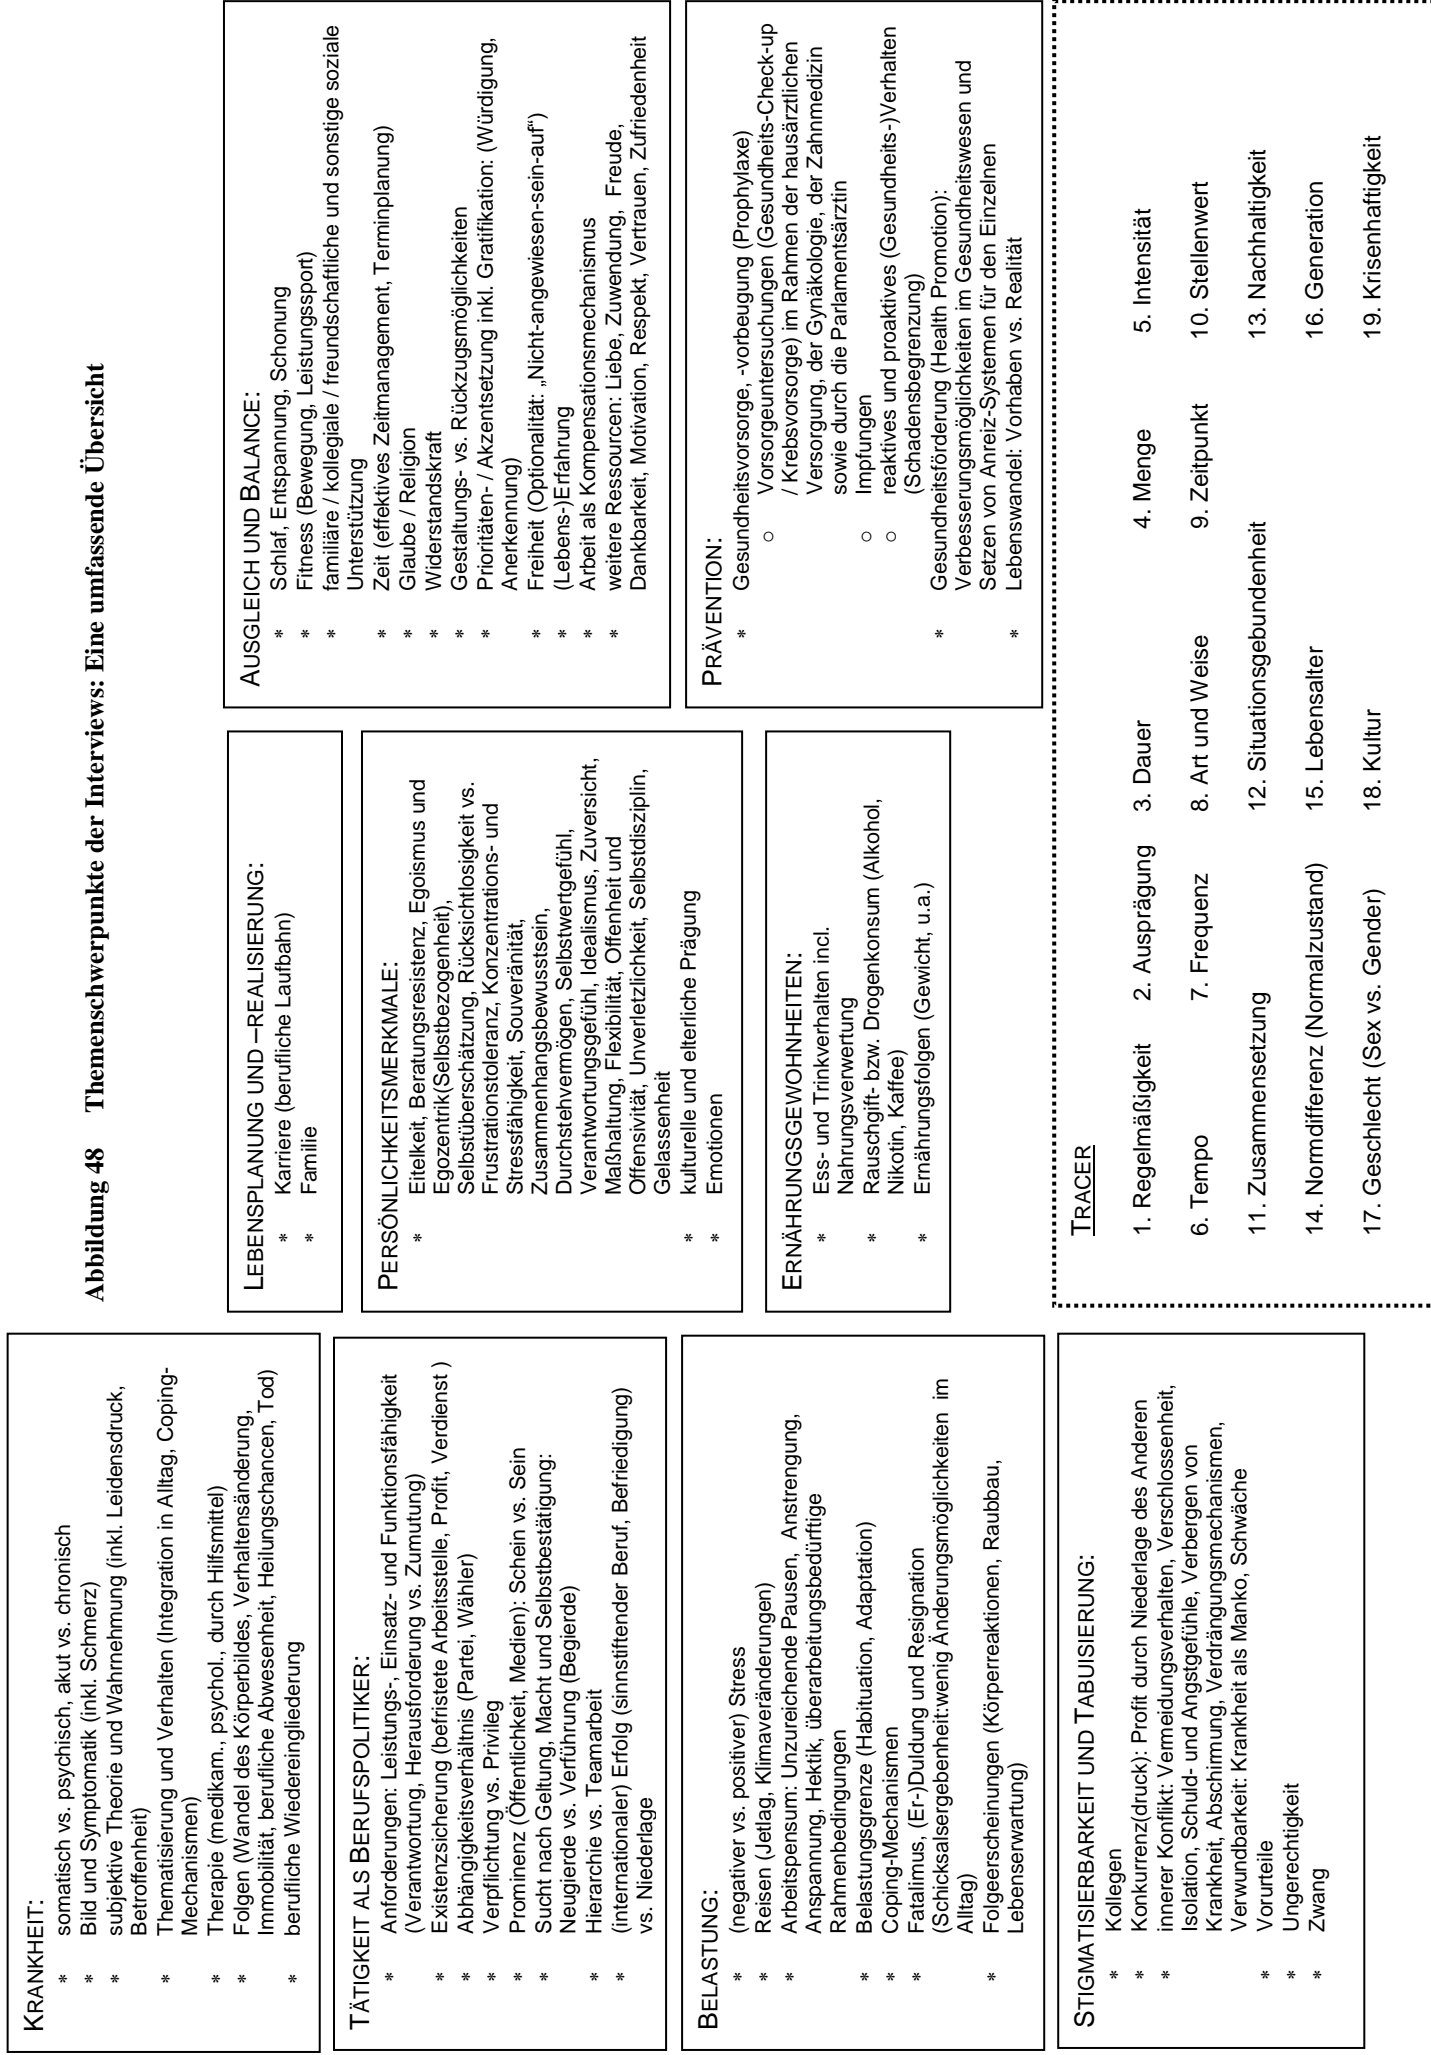 Abbildung 48 Themenschwerpunkte der Interviews: Eine umfassende Übersicht
KRANKHEIT:
* somatisch vs. psychisch, akut vs. chronisch
* Bild und Symptomatik (inkl. Schmerz)
* subjektive Theorie und Wahrnehmung (inkl. Leidensdruck,
Betroffenheit)
* Thematisierung und Verhalten (Integration in Alltag, Coping-
Mechanismen)
* Therapie (medikam., psychol., durch Hilfsmittel)
* Folgen (Wandel des Körperbildes, Verhaltensänderung,
Immobilität, berufliche Abwesenheit, Heilungschancen, Tod)
* berufliche Wiedereingliederung
TÄTIGKEIT ALS BERUFSPOLITIKER:
* Anforderungen: Leistungs-, Einsatz- und Funktionsfähigkeit
(Verantwortung, Herausforderung vs. Zumutung)
* Existenzsicherung (befristete Arbeitsstelle, Profit, Verdienst )
* Abhängigkeitsverhältnis (Partei, Wähler)
* Verpflichtung vs. Privileg
* Prominenz (Öffentlichkeit, Medien): Schein vs. Sein
* Sucht nach Geltung, Macht und Selbstbestätigung:
Neugierde vs. Verführung (Begierde)
* Hierarchie vs. Teamarbeit
* (internationaler) Erfolg (sinnstiftender Beruf, Befriedigung)
vs. Niederlage
BELASTUNG:
* (negativer vs. positiver) Stress
* Reisen (Jetlag, Klimaveränderungen)
* Arbeitspensum: Unzureichende Pausen, Anstrengung,
Anspannung, Hektik, überarbeitungsbedürftige
Rahmenbedingungen
* Belastungsgrenze (Habituation, Adaptation)
* Coping-Mechanismen
* Fatalimus, (Er-)Duldung und Resignation
(Schicksalsergebenheit:wenig Änderungsmöglichkeiten im
Alltag)
* Folgeerscheinungen (Körperreaktionen, Raubbau,
Lebenserwartung)
STIGMATISIERBARKEIT UND TABUISIERUNG:
* Kollegen
* Konkurrenz(druck): Profit durch Niederlage des Anderen
* innerer Konflikt: Vermeidungsverhalten, Verschlossenheit,
Isolation, Schuld- und Angstgefühle, Verbergen von
Krankheit, Abschirmung, Verdrängungsmechanismen,
Verwundbarkeit: Krankheit als Manko, Schwäche
* Vorurteile
* Ungerechtigkeit
* Zwang
LEBENSPLANUNG UND –REALISIERUNG:
* Karriere (berufliche Laufbahn)
* Familie
PERSÖNLICHKEITSMERKMALE:
* Eitelkeit, Beratungsresistenz, Egoismus und
Egozentrik(Selbstbezogenheit),
Selbstüberschätzung, Rücksichtlosigkeit vs.
Frustrationstoleranz, Konzentrations- und
Stressfähigkeit, Souveränität,
Zusammenhangsbewusstsein,
Durchstehvermögen, Selbstwertgefühl,
Verantwortungsgefühl, Idealismus, Zuversicht,
Maßhaltung, Flexibilität, Offenheit und
Offensivität, Unverletzlichkeit, Selbstdisziplin,
Gelassenheit
* kulturelle und elterliche Prägung
* Emotionen
ERNÄHRUNGSGEWOHNHEITEN:
* Ess- und Trinkverhalten incl.
Nahrungsverwertung
* Rauschgift- bzw. Drogenkonsum (Alkohol,
Nikotin, Kaffee)
* Ernährungsfolgen (Gewicht, u.a.)
AUSGLEICH UND BALANCE:
* Schlaf, Entspannung, Schonung
* Fitness (Bewegung, Leistungssport)
* familiäre / kollegiale / freundschaftliche und sonstige soziale
Unterstützung
* Zeit (effektives Zeitmanagement, Terminplanung)
* Glaube / Religion
* Widerstandskraft
* Gestaltungs- vs. Rückzugsmöglichkeiten
* Prioritäten- / Akzentsetzung inkl. Gratifikation: (Würdigung,
Anerkennung)
* Freiheit (Optionalität: „Nicht-angewiesen-sein-auf“)
* (Lebens-)Erfahrung
* Arbeit als Kompensationsmechanismus
* weitere Ressourcen: Liebe, Zuwendung, Freude,
Dankbarkeit, Motivation, Respekt, Vertrauen, Zufriedenheit
PRÄVENTION:
* Gesundheitsvorsorge, -vorbeugung (Prophylaxe)
○ Vorsorgeuntersuchungen (Gesundheits-Check-up
/ Krebsvorsorge) im Rahmen der hausärztlichen
Versorgung, der Gynäkologie, der Zahnmedizin
sowie durch die Parlamentsärztin
○ Impfungen
○ reaktives und proaktives (Gesundheits-)Verhalten
(Schadensbegrenzung)
* Gesundheitsförderung (Health Promotion):
Verbesserungsmöglichkeiten im Gesundheitswesen und
Setzen von Anreiz-Systemen für den Einzelnen
* Lebenswandel: Vorhaben vs. Realität
TRACER
1. Regelmäßigkeit 2. Ausprägung 3. Dauer 4. Menge 5. Intensität
6. Tempo 7. Frequenz 8. Art und Weise 9. Zeitpunkt 10. Stellenwert
11. Zusammensetzung 12. Situationsgebundenheit 13. Nachhaltigkeit
14. Normdifferenz (Normalzustand) 15. Lebensalter 16. Generation
17. Geschlecht (Sex vs. Gender) 18. Kultur 19. Krisenhaftigkeit